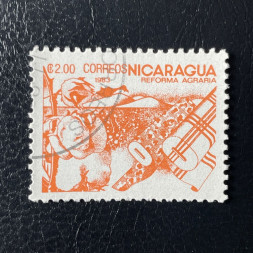 ₡2.00 CORREOS NICARAGUA
1983 REFORMA AGRARIA